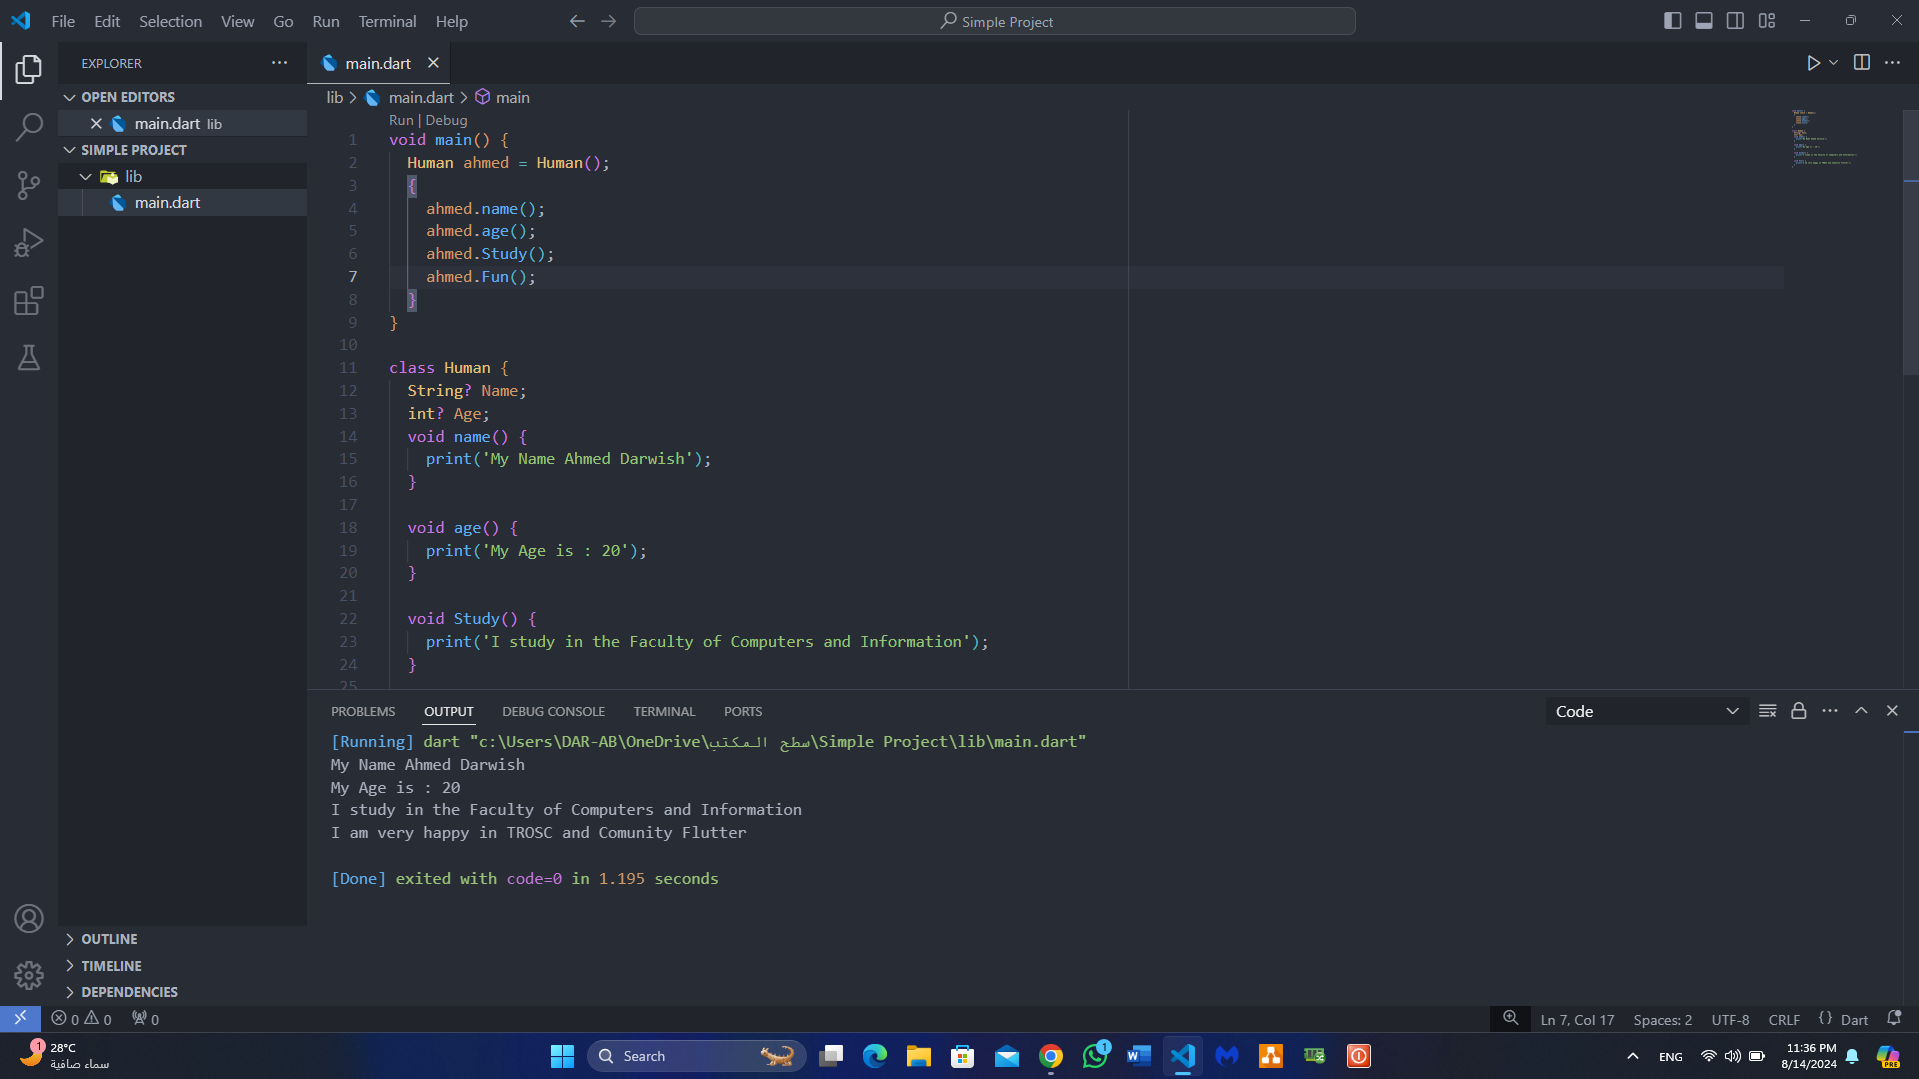 File Edit Selection View Go Run Terminal Help
Simple Project
EXPLORER
main.dart
OPEN EDITORS
main.dart lib
SIMPLE PROJECT
lib
main.dart
lib > main.dart > main
Run | Debug
1 void main() {
2 Human ahmed = Human();
3 {
4 ahmed.name();
5 ahmed.age();
6 ahmed.Study();
7 ahmed.Fun();
8 }
9 }
10
11 class Human {
12 String? Name;
13 int? Age;
14 void name() {
15 print('My Name Ahmed Darwish');
16 }
17
18 void age() {
19 print('My Age is : 20');
20 }
21
22 void Study() {
23 print('I study in the Faculty of Computers and Information');
24 }
25
PROBLEMS OUTPUT DEBUG CONSOLE TERMINAL PORTS
Code
[Running] dart "c:\Users\DAR-AB\OneDrive\سطح المكتب\Simple Project\lib\main.dart"
My Name Ahmed Darwish
My Age is : 20
I study in the Faculty of Computers and Information
I am very happy in TROSC and Comunity Flutter
[Done] exited with code=0 in 1.195 seconds
OUTLINE
TIMELINE
DEPENDENCIES
0 0 0
Ln 7, Col 17 Spaces: 2 UTF-8 CRLF {} Dart
1
28°C
سماء صافية
Search
1
ENG
11:36 PM
8/14/2024
PRE